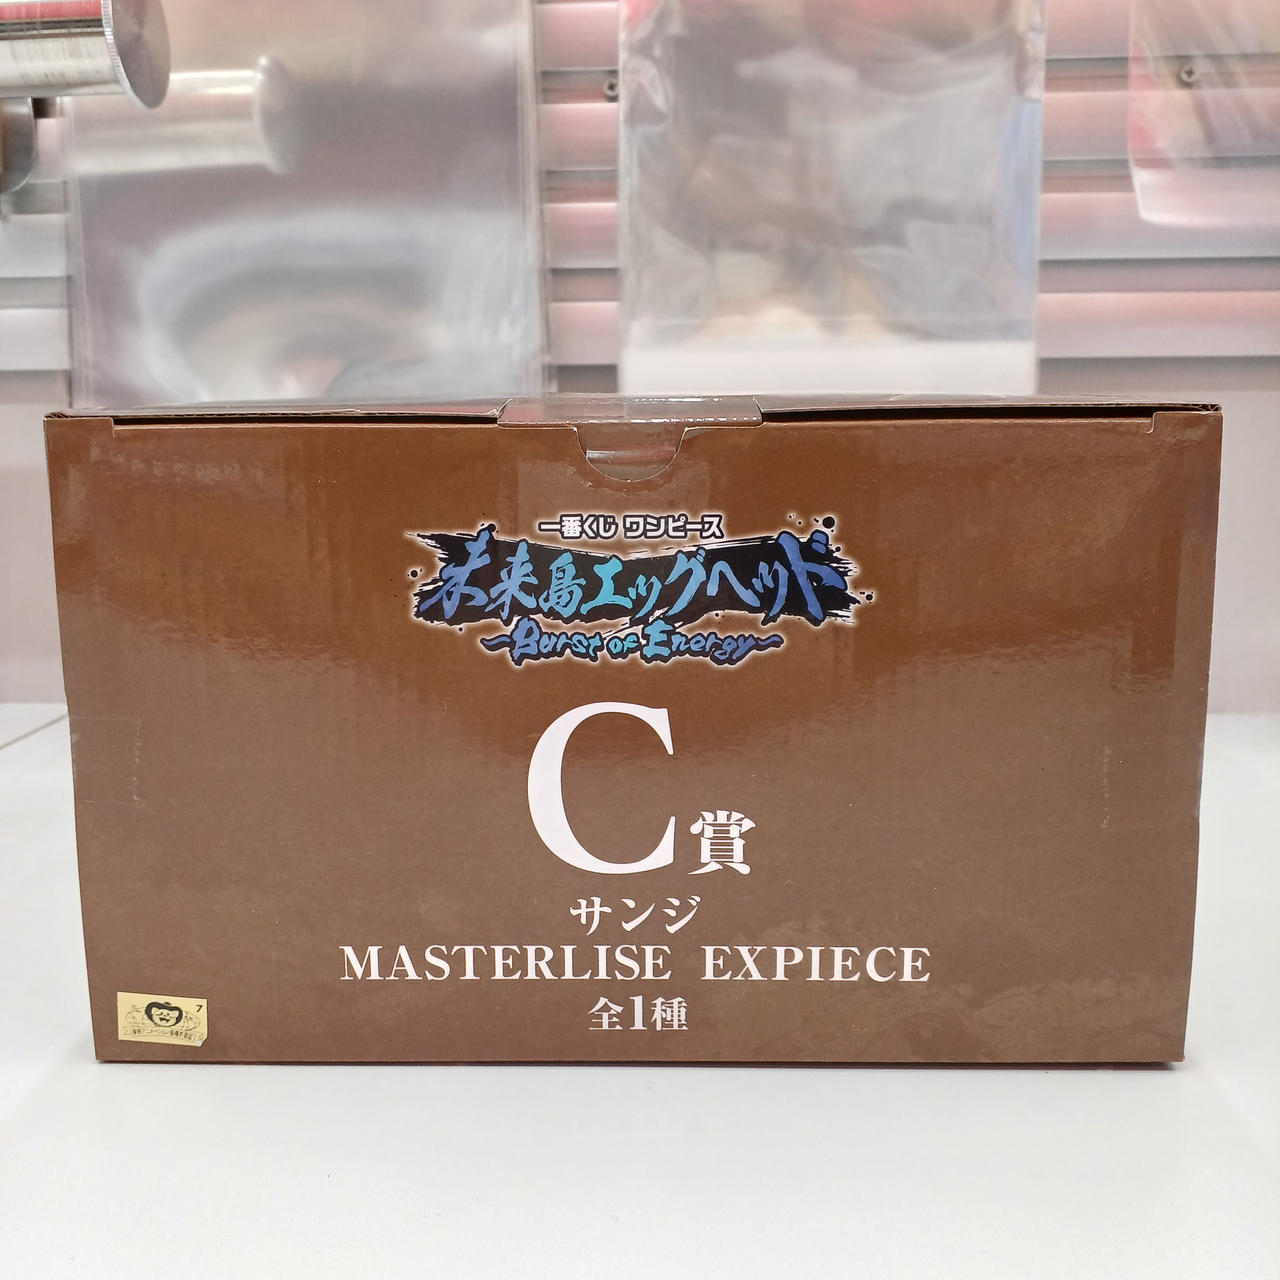 一番くじ ワンピース
未来島エッグヘッド
~Burst of Energy~
C賞
サンジ
MASTERLISE EXPIECE
全1種
7